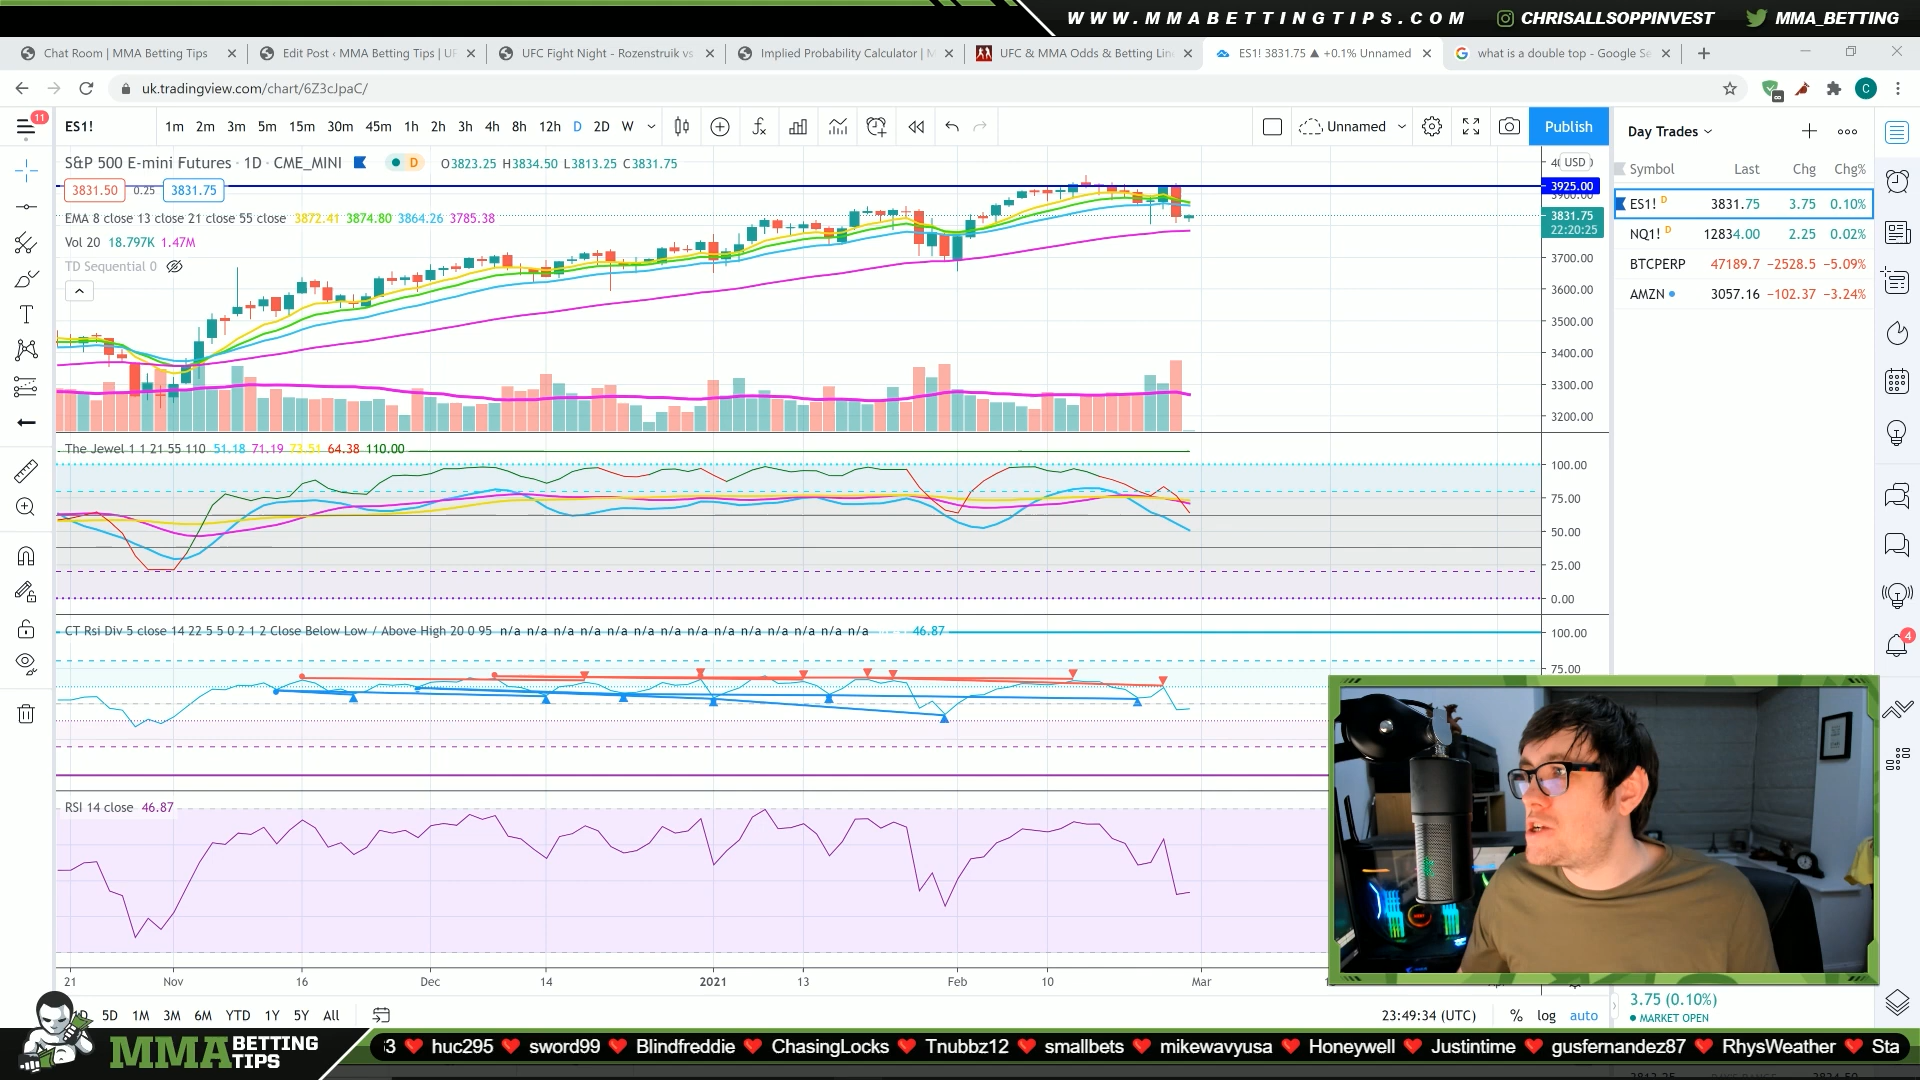 WWW.MMABETTINGTIPS.COM CHRISALLSOPPINVEST MMA_BETTING
Chat Room | MMA Betting Tips Edit Post ‹ MMA Betting Tips | UF UFC Fight Night - Rozenstruik vs Implied Probability Calculator | M UFC & MMA Odds & Betting Lin ES1! 3831.75 ▲ +0.1% Unnamed what is a double top - Google Se
uk.tradingview.com/chart/6Z3cJpaC/ C
11 ES1! 1m 2m 3m 5m 15m 30m 45m 1h 2h 3h 4h 8h 12h D 2D W Unnamed Publish Day Trades
S&P 500 E-mini Futures · 1D · CME_MINI D O3823.25 H3834.50 L3813.25 C3831.75 USD
Symbol Last Chg Chg%
3831.50 0.25 3831.75 3925.00
ES1! D 3831.75 3.75 0.10%
EMA 8 close 13 close 21 close 55 close 3872.41 3874.80 3864.26 3785.38 3831.75
22:20:25
NQ1! D 12834.00 2.25 0.02%
Vol 20 18.797K 1.47M
TD Sequential 0 3700.00
BTCPERP 47189.7 −2528.5 −5.09%
3600.00
AMZN 3057.16 −102.37 −3.24%
3500.00
3400.00
3300.00
3200.00
The Jewel 1 1 21 55 110 51.18 71.19 73.51 64.38 110.00
100.00
75.00
50.00
25.00
0.00
CT Rsi Div 5 close 14 22 5 5 0 2 1 2 Close Below Low / Above High 20 0 95 n/a n/a n/a n/a n/a n/a n/a n/a n/a n/a n/a n/a n/a n/a 46.87
100.00
4
75.00
RSI 14 close 46.87
21 Nov 16 Dec 14 2021 13 Feb 10 Mar
5D 1M 3M 6M YTD 1Y 5Y All 23:49:34 (UTC) % log auto
3.75 (0.10%)
MARKET OPEN
MMA BETTING TIPS
huc295 ❤ sword99 ❤ Blindfreddie ❤ ChasingLocks ❤ Tnubbz12 ❤ smallbets ❤ mikewavyusa ❤ Honeywell ❤ Justintime ❤ gusfernandez87 ❤ RhysWeather ❤ Sta